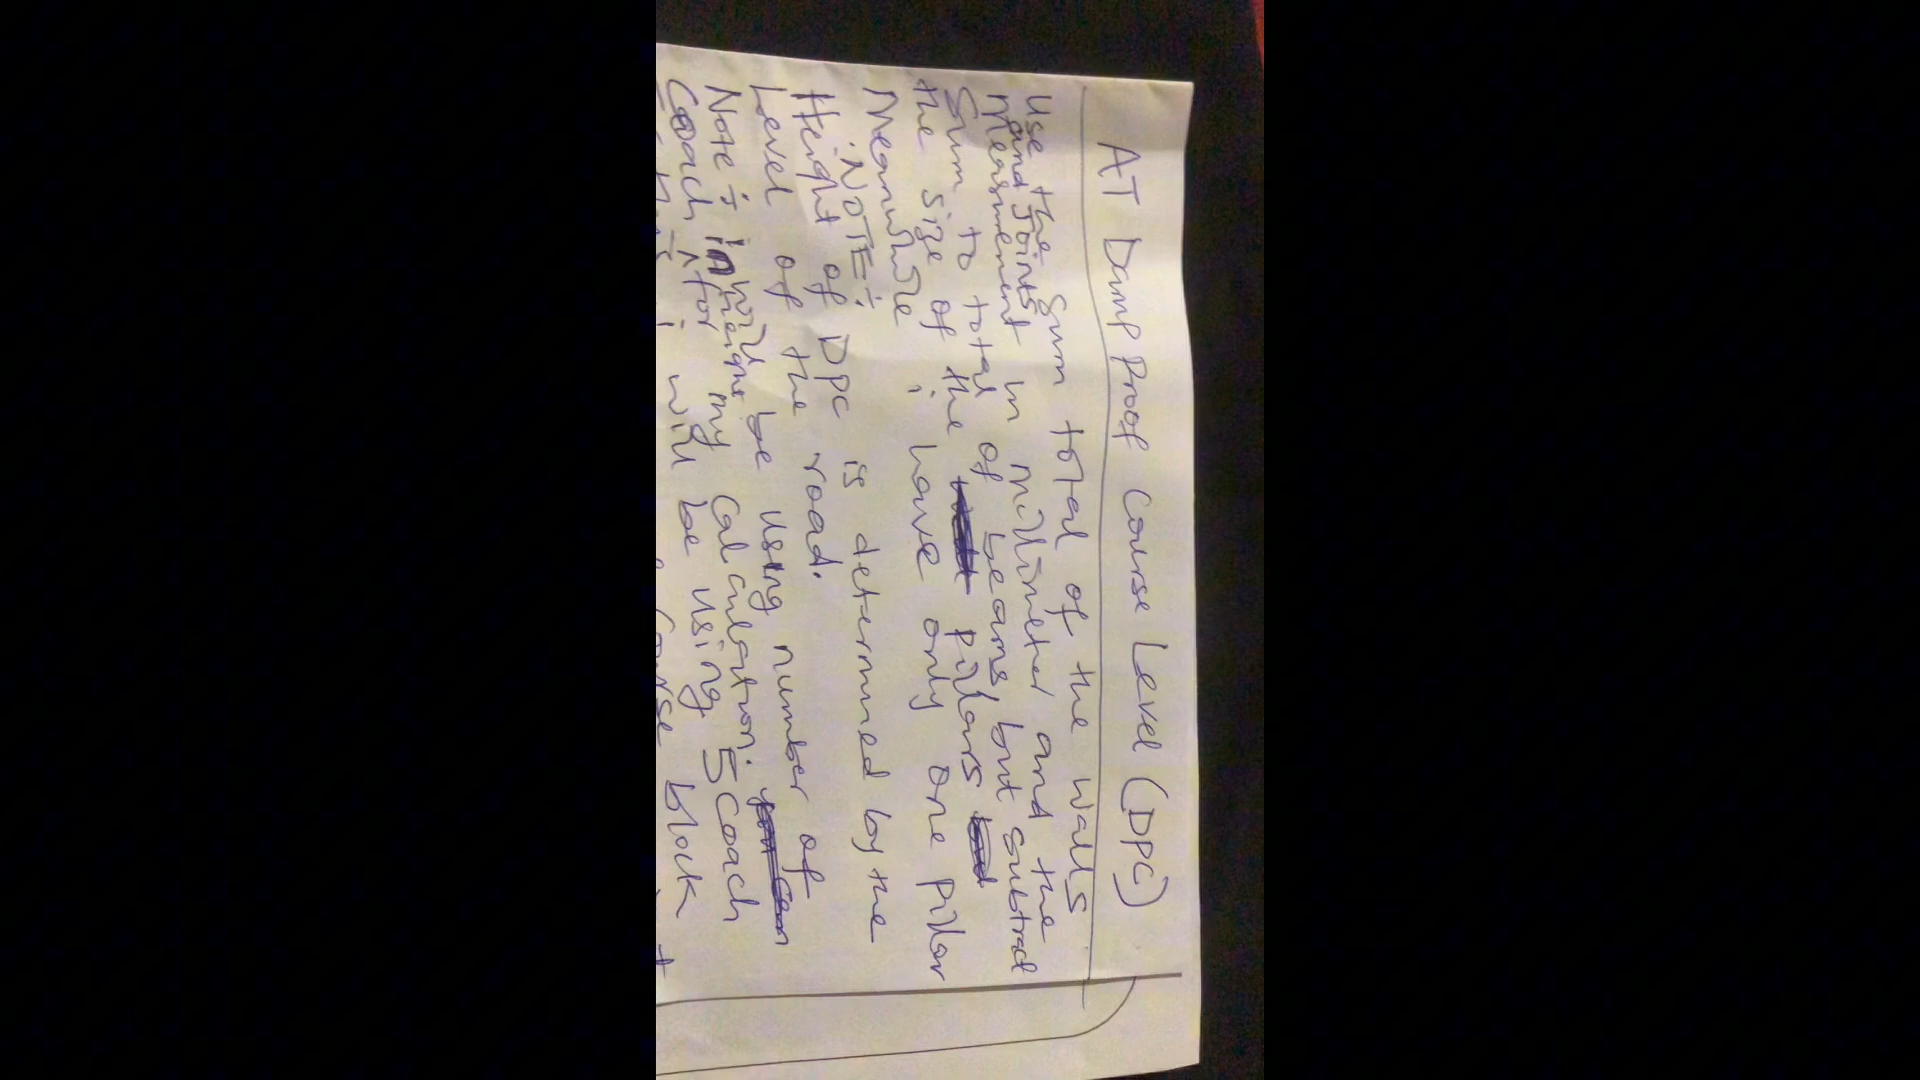 AT Damp Proof Course Level (DPC)
Use the Sum total of the walls
and Joints
measurement in millimeter and the
Sum to total of beams, but subtract
the size of the pillars
Meanwhile i have only one pillar
NOTE:
Height of DPC is determined by the
Level of the road.
Note: i will be using number of
Coach for height my Calculation.
i will be using 5 Coach
block